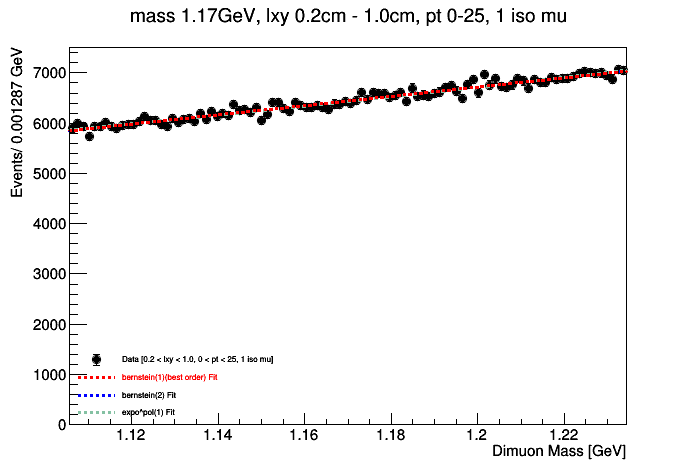 mass 1.17GeV, lxy 0.2cm - 1.0cm, pt 0-25, 1 iso mu
Events/ 0.001287 GeV
7000
6000
5000
4000
3000
2000
1000
0
Data [0.2 < lxy < 1.0, 0 < pt < 25, 1 iso mu]
bernstein(1)(best order) Fit
bernstein(2) Fit
expo^pol(1) Fit
1.12 1.14 1.16 1.18 1.2 1.22
Dimuon Mass [GeV]